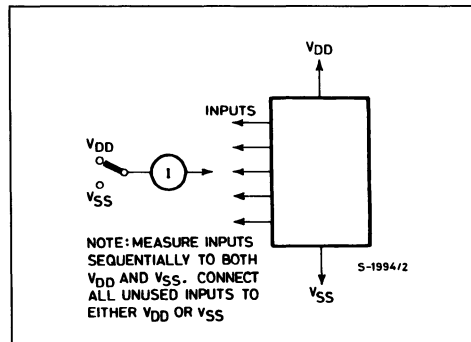 VDD
INPUTS
VDD
I
VSS
NOTE: MEASURE INPUTS
SEQUENTIALLY TO BOTH
VDD AND VSS. CONNECT
ALL UNUSED INPUTS TO
EITHER VDD OR VSS
S-1994/2
VSS